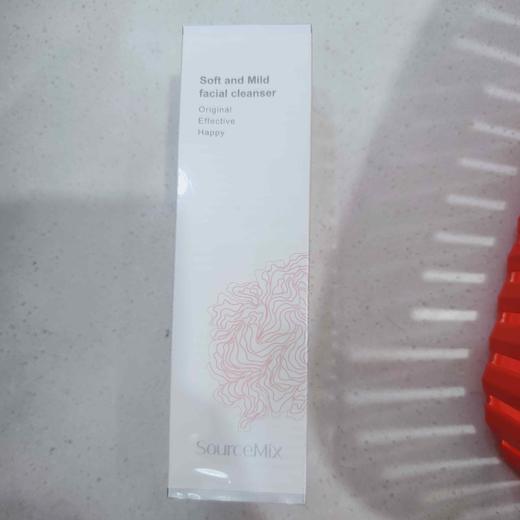 Soft and Mild
facial cleanser
Original
Effective
Happy
SourceMix